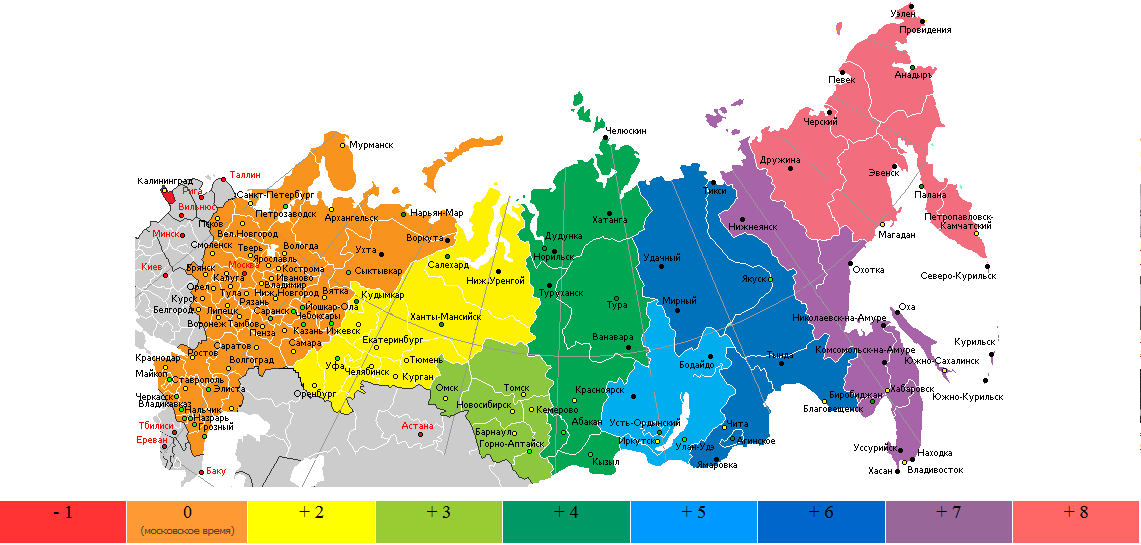 Уэлен
Провидения
Анадырь
Певек
Черский
Челюскин
Мурманск
Дружина
Эвенск
Таллин
Калининград
Рига
Санкт-Петербург
Тикси
Палана
Вильнюс
Петрозаводск
Нарьян-Мар
Архангельск
Хатанга
Нижнеянск
Петропавловск-
Камчатский
Псков
Вел.Новгород
Минск
Смоленск
Вологда
Воркута
Дудунка
Магадан
Тверь
Ухта
Норильск
Ярославль
Салехард
Удачный
Охотка
Киев
Брянск
Москва
Кострома
Сыктывкар
Северо-Курильск
Калуга
Иваново
Ниж.Уренгой
Якуск
Орел
Владимир
Туруханск
Тула
Ниж.Новгород
Вятка
Кудымкар
Курск
Рязань
Тура
Мирный
Оха
Белгород
Липецк
Саранск
Йошкар-Ола
Ханты-Мансийск
Николаевск-на-Амуре
Чебоксары
Воронеж
Тамбов
Казань
Ижевск
Пенза
Ванавара
Екатеринбург
Саратов
Самара
Курильск
Комсомольск-на-Амуре
Краснодар
Ростов
Волгоград
Тюмень
Бодайдо
Тында
Южно-Сахалинск
Майкоп
Уфа
Челябинск
Ставрополь
Курган
Элиста
Оренбург
Омск
Томск
Красноярск
Хабаровск
Биробиджан
Южно-Курильск
Черкасск
Владикавказ
Новосибирск
Кемерово
Благовещенск
Нальчик
Назрань
Абакан
Усть-Ордынский
Чита
Тбилиси
Грозный
Астана
Барнаул
Ереван
Горно-Алтайск
Иркутск
Улан-Удэ
Агинское
Уссурийск
Находка
Кызыл
Ямаровка
Баку
Хасан
Владивосток
- 1
0
+ 2
+ 3
+ 4
+ 5
+ 6
+ 7
+ 8
(московское время)